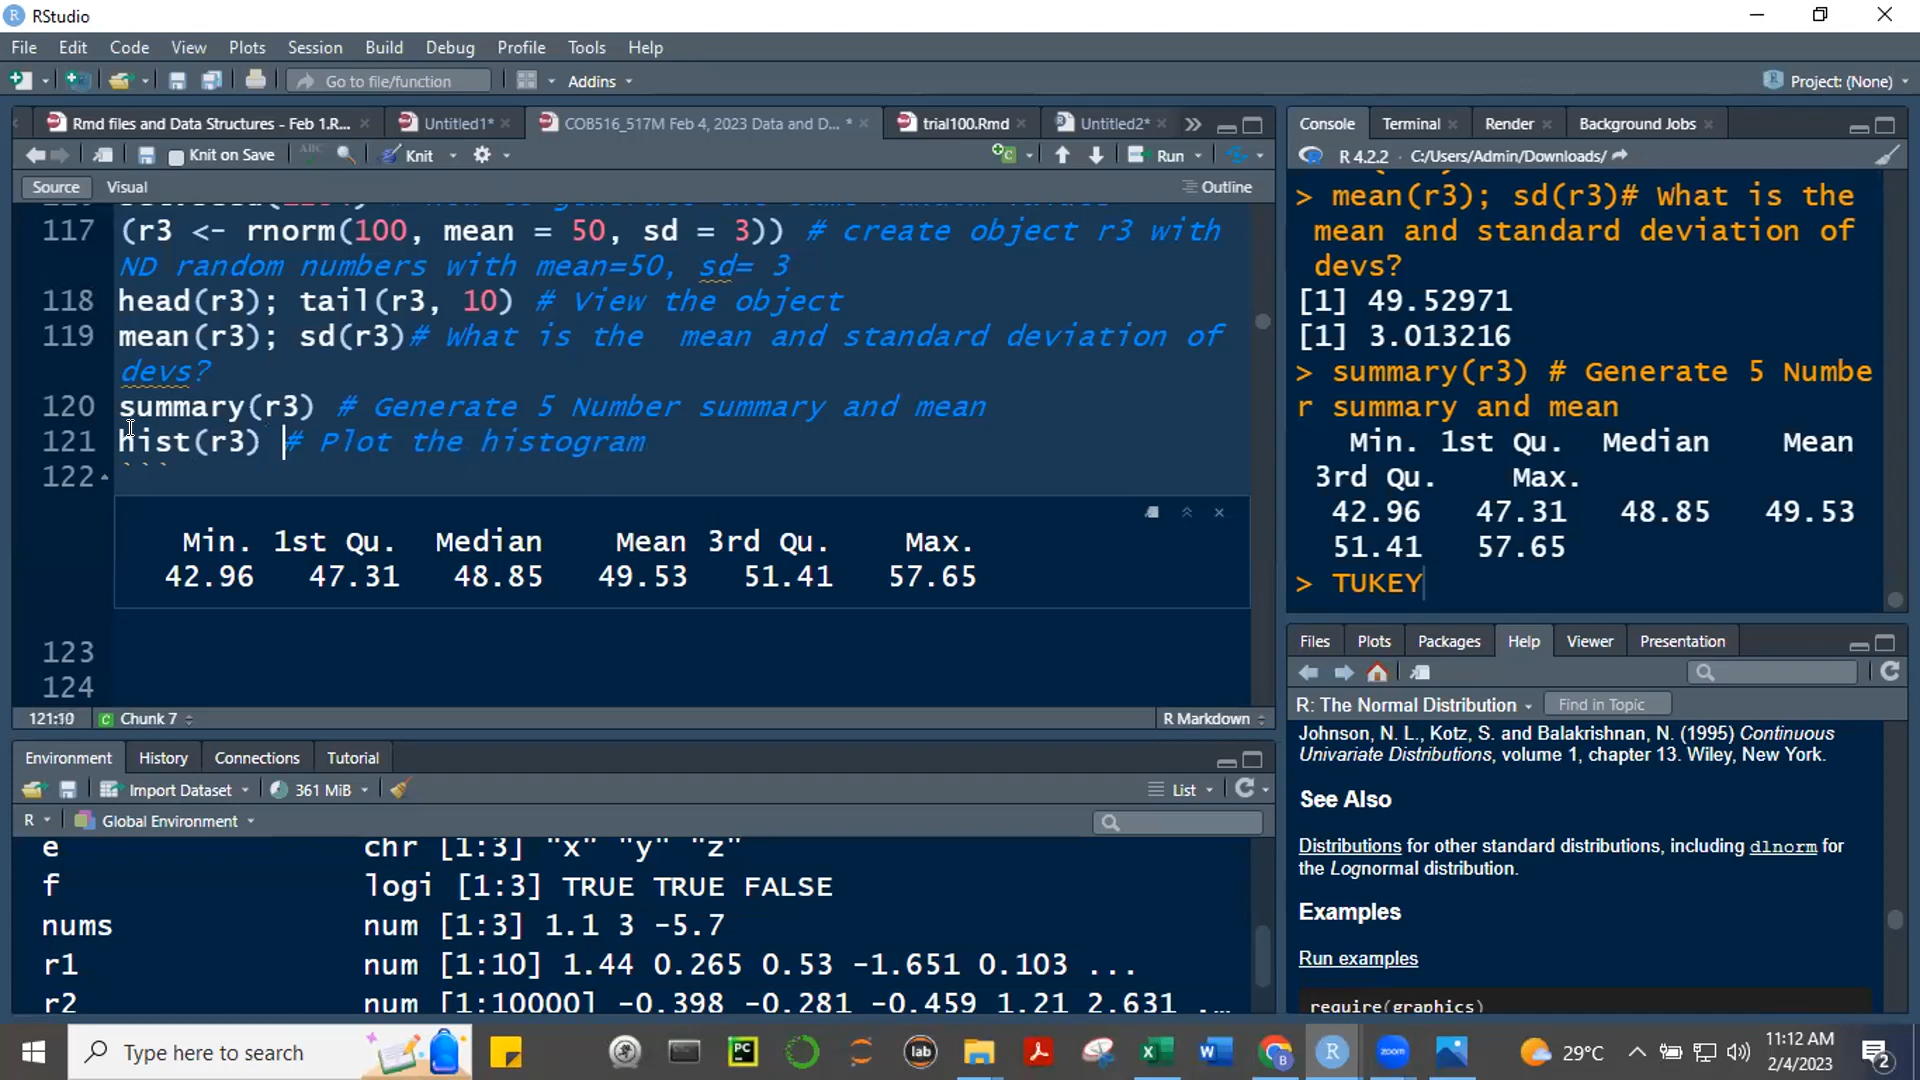 RStudio
File Edit Code View Plots Session Build Debug Profile Tools Help
Go to file/function Addins Project: (None)
Rmd files and Data Structures - Feb 1.R... Untitled1* COB516_517M Feb 4, 2023 Data and D... * trial100.Rmd Untitled2*
Knit on Save ABC Knit Run
Source Visual Outline
117 (r3 <- rnorm(100, mean = 50, sd = 3)) # create object r3 with
ND random numbers with mean=50, sd= 3
118 head(r3); tail(r3, 10) # View the object
119 mean(r3); sd(r3)# What is the  mean and standard deviation of
devs?
120 summary(r3) # Generate 5 Number summary and mean
121 hist(r3) # Plot the histogram
122 ```
Min. 1st Qu. Median Mean 3rd Qu. Max.
42.96 47.31 48.85 49.53 51.41 57.65
123
124
121:10 Chunk 7 R Markdown
Console Terminal Render Background Jobs
R 4.2.2 C:/Users/Admin/Downloads/
> mean(r3); sd(r3)# What is the
mean and standard deviation of
devs?
[1] 49.52971
[1] 3.013216
> summary(r3) # Generate 5 Numbe
r summary and mean
Min. 1st Qu. Median Mean
3rd Qu. Max.
42.96 47.31 48.85 49.53
51.41 57.65
> TUKEY
Environment History Connections Tutorial
Import Dataset 361 MiB List
R Global Environment
e chr [1:3] "x" "y" "z"
f logi [1:3] TRUE TRUE FALSE
nums num [1:3] 1.1 3 -5.7
r1 num [1:10] 1.44 0.265 0.53 -1.651 0.103 ...
r2 num [1:10000] -0.398 -0.281 -0.459 1.21 2.631 ...
Files Plots Packages Help Viewer Presentation
R: The Normal Distribution Find in Topic
Johnson, N. L., Kotz, S. and Balakrishnan, N. (1995) Continuous
Univariate Distributions, volume 1, chapter 13. Wiley, New York.
See Also
Distributions for other standard distributions, including dlnorm for
the Lognormal distribution.
Examples
Run examples
require(graphics)
Type here to search PC lab zoom 29°C 11:12 AM
2/4/2023 2